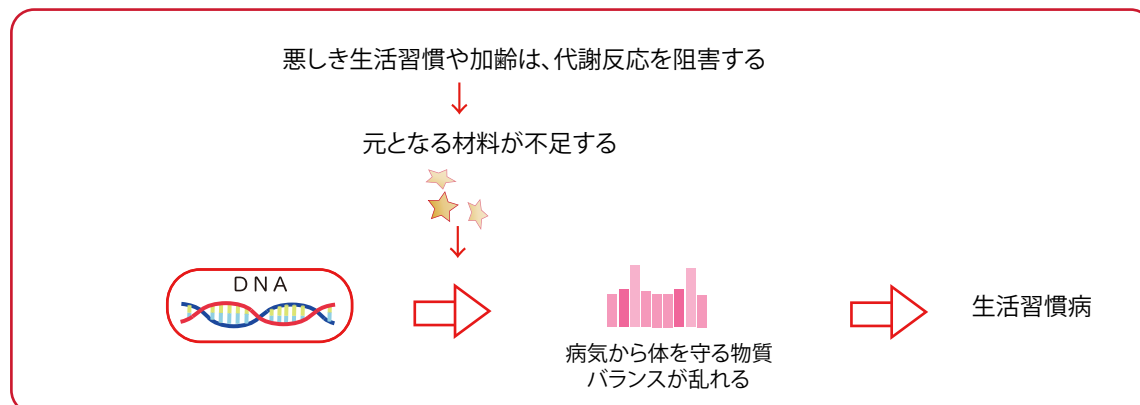 悪しき生活習慣や加齢は、代謝反応を阻害する
元となる材料が不足する
DNA
生活習慣病
病気から体を守る物質
バランスが乱れる